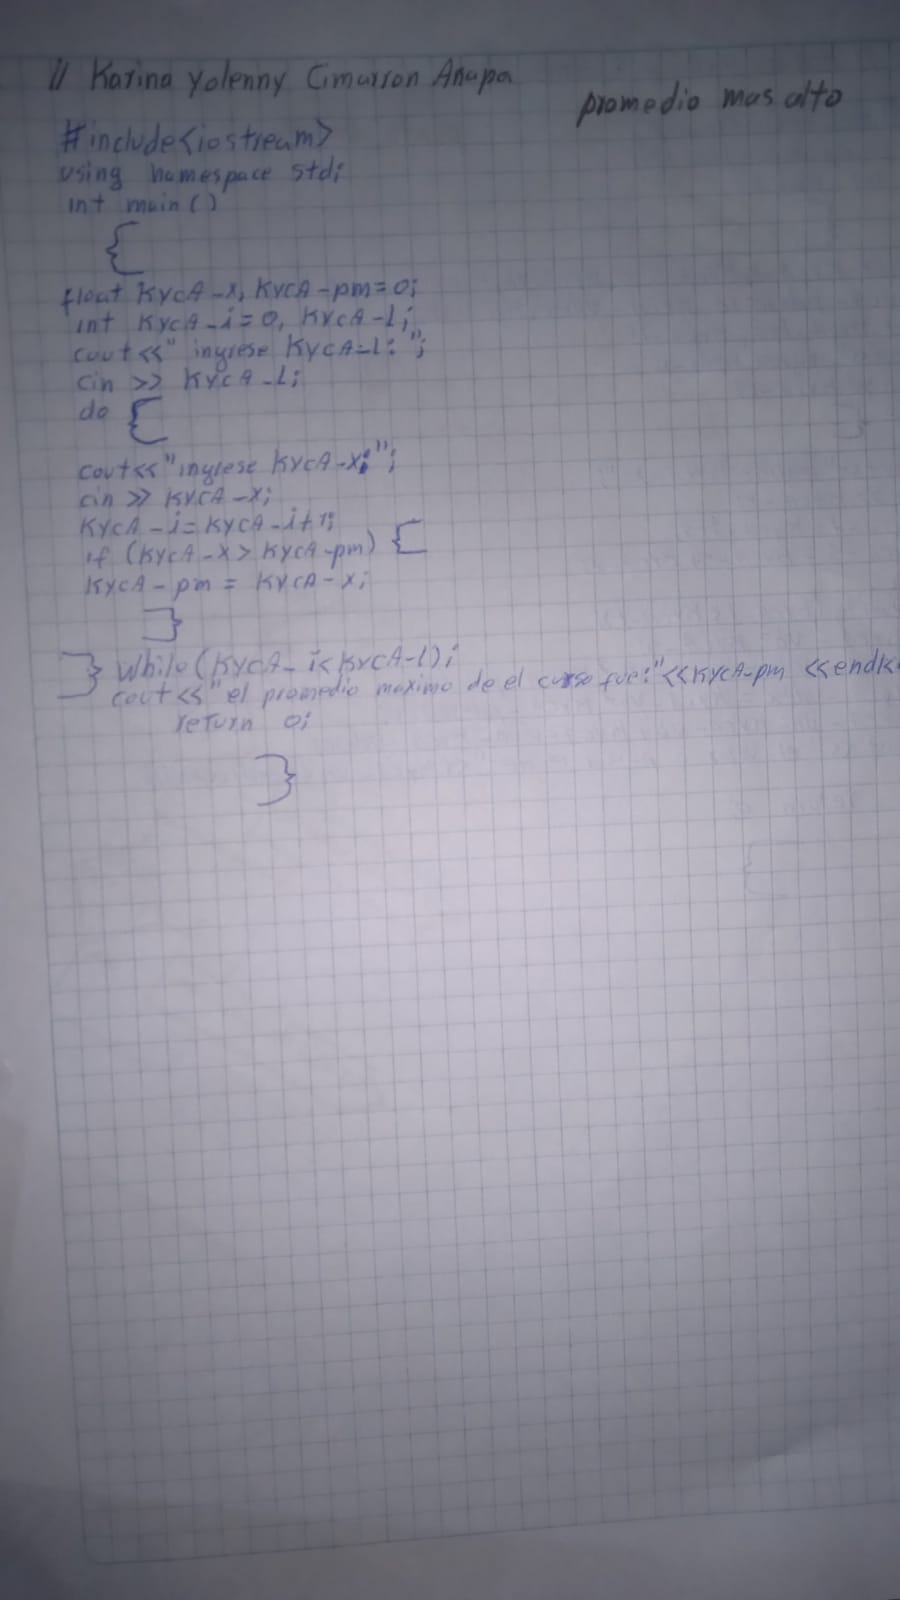 // Karina Yolenny Cimarron Añapa
promedio mas alto
#include<iostream>
using namespace std;
int main()
{
float KYCA-x, KYCA-pm=0;
int KYCA-i=0, KYCA-l;
cout<<" ingrese KYCA-l: ";
cin >> KYCA-l;
do {
cout<<"ingrese KYCA-x:";
cin >> KYCA-x;
KYCA-i=KYCA-i+1;
if (KYCA-x>KYCA-pm) {
KYCA-pm = KYCA-x;
}
} while(KYCA-i<KYCA-l);
cout<<"el promedio maximo de el curso fue:"<<KYCA-pm <<endl
return 0;
}